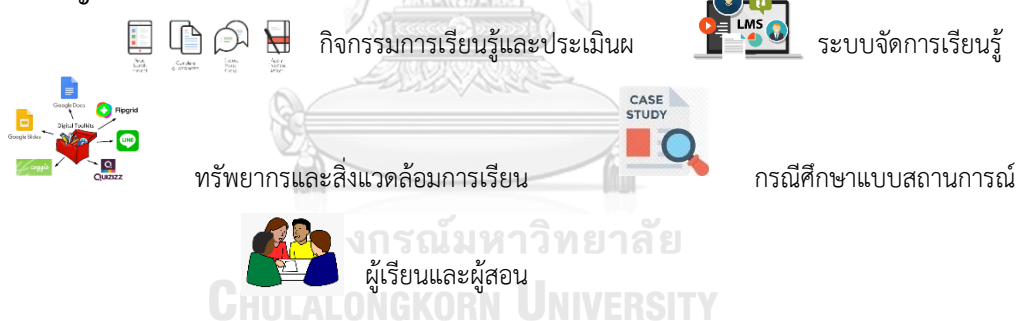 LMS
กิจกรรมการเรียนรู้และประเมินผ
ระบบจัดการเรียนรู้
Google Docs
Flipgrid
Google Slides
Digital Toolkits
LINE
coggle
Quizizz
CASE
STUDY
ทรัพยากรและสิ่งแวดล้อมการเรียน
กรณีศึกษาแบบสถานการณ์
งกรณ์มหาวิทยาลัย
ผู้เรียนและผู้สอน
CHULALONGKORN UNIVERSITY